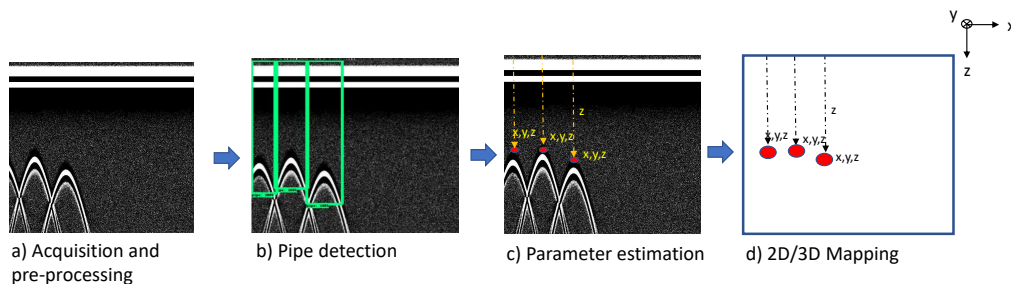 y
x
z
z
x,y,z
x,y,z
x,y,z
z
x,y,z
x,y,z
x,y,z
a) Acquisition and
pre-processing
b) Pipe detection
c) Parameter estimation
d) 2D/3D Mapping